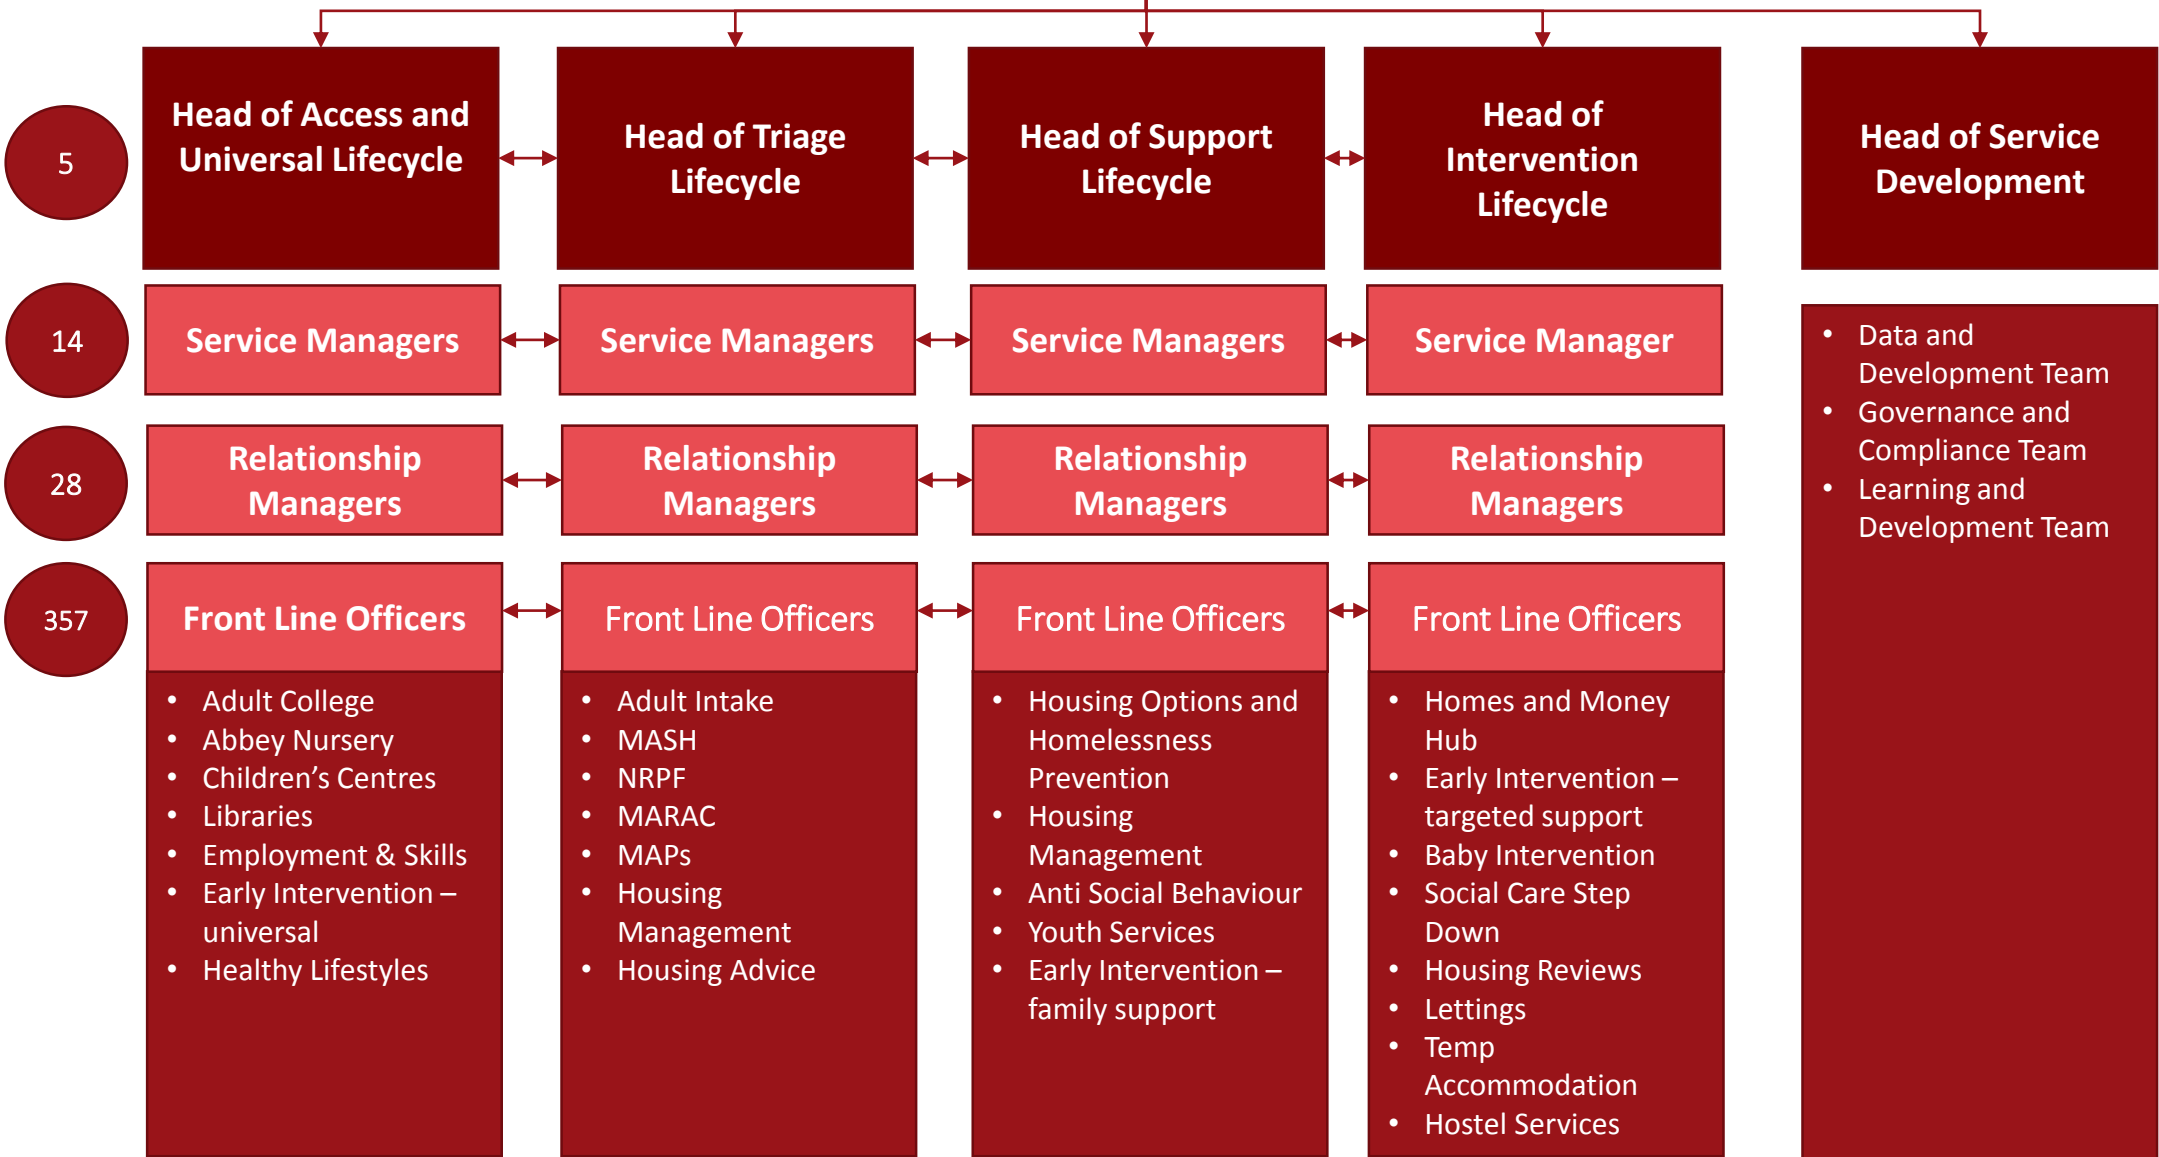 5
Head of Access and
Universal Lifecycle
Head of Triage
Lifecycle
Head of Support
Lifecycle
Head of
Intervention
Lifecycle
Head of Service
Development
14
Service Managers
Service Managers
Service Managers
Service Manager
28
Relationship
Managers
Relationship
Managers
Relationship
Managers
Relationship
Managers
357
Front Line Officers
Front Line Officers
Front Line Officers
Front Line Officers
• Adult College
• Abbey Nursery
• Children’s Centres
• Libraries
• Employment & Skills
• Early Intervention –
universal
• Healthy Lifestyles
• Adult Intake
• MASH
• NRPF
• MARAC
• MAPs
• Housing
Management
• Housing Advice
• Housing Options and
Homelessness
Prevention
• Housing
Management
• Anti Social Behaviour
• Youth Services
• Early Intervention –
family support
• Homes and Money
Hub
• Early Intervention –
targeted support
• Baby Intervention
• Social Care Step
Down
• Housing Reviews
• Lettings
• Temp
Accommodation
• Hostel Services
• Data and
Development Team
• Governance and
Compliance Team
• Learning and
Development Team